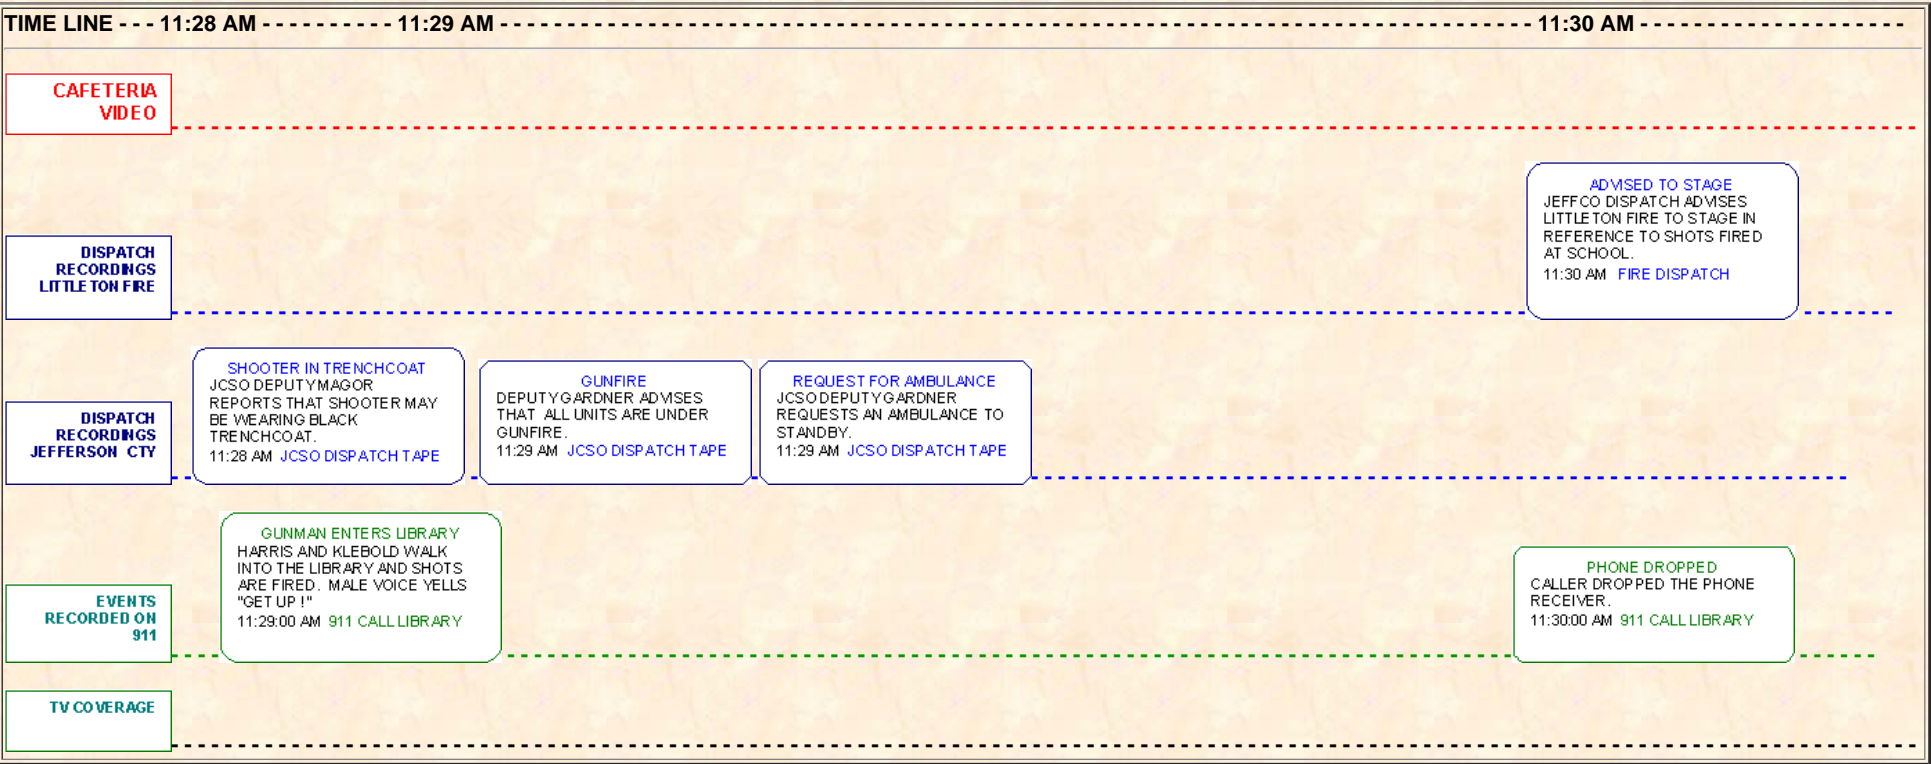 TIME LINE - - - 11:28 AM - - - - - - - - - - 11:29 AM - - - - - - - - - - - - - - - - - - - - - - - - - - - - - - - - - - - - - - - - - - - - - - - - - - - - - - - - - - - - - - - - - - - - - - - - - - - 11:30 AM - - - - - - - - - - - - - - - - - - -
CAFETERIA
VIDEO
DISPATCH
RECORDINGS
LITTLETON FIRE
ADVISED TO STAGE
JEFFCO DISPATCH ADVISES
LITTLETON FIRE TO STAGE IN
REFERENCE TO SHOTS FIRED
AT SCHOOL.
11:30 AM FIRE DISPATCH
DISPATCH
RECORDINGS
JEFFERSON CTY
SHOOTER IN TRENCHCOAT
JCSO DEPUTY MAGOR
REPORTS THAT SHOOTER MAY
BE WEARING BLACK
TRENCHCOAT.
11:28 AM JCSO DISPATCH TAPE
GUNFIRE
DEPUTY GARDNER ADVISES
THAT ALL UNITS ARE UNDER
GUNFIRE.
11:29 AM JCSO DISPATCH TAPE
REQUEST FOR AMBULANCE
JCSO DEPUTY GARDNER
REQUESTS AN AMBULANCE TO
STANDBY.
11:29 AM JCSO DISPATCH TAPE
EVENTS
RECORDED ON
911
GUNMAN ENTERS LIBRARY
HARRIS AND KLEBOLD WALK
INTO THE LIBRARY AND SHOTS
ARE FIRED. MALE VOICE YELLS
"GET UP !"
11:29:00 AM 911 CALL LIBRARY
PHONE DROPPED
CALLER DROPPED THE PHONE
RECEIVER.
11:30:00 AM 911 CALL LIBRARY
TV COVERAGE